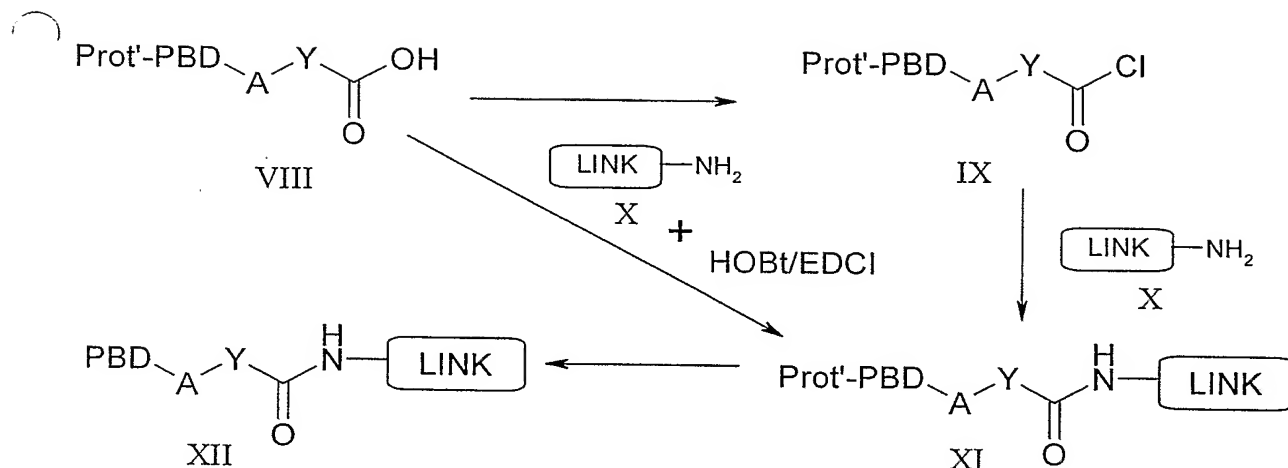 Prot'-PBD A Y OH O
VIII
Prot'-PBD A Y Cl O
IX
LINK NH₂
X
+
HOBt/EDCI
LINK NH₂
X
PBD A Y O H N LINK
XII
Prot'-PBD A Y O H N LINK
XI